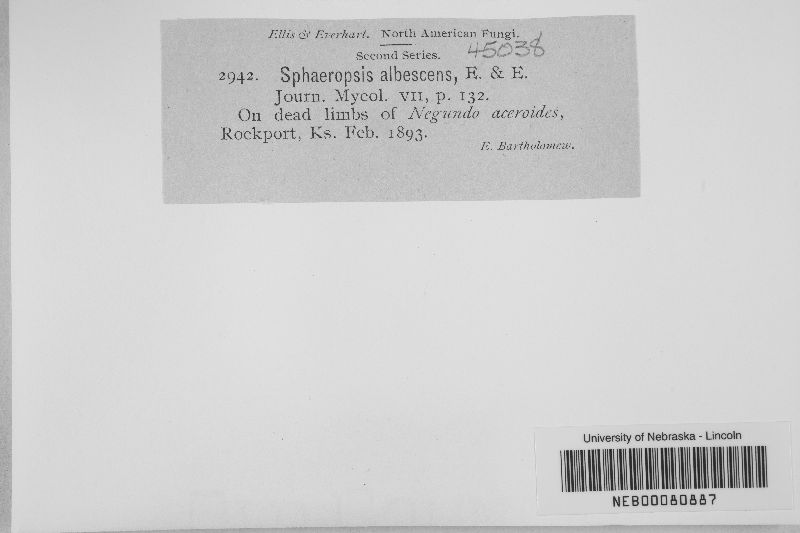 Ellis & Everhart. North American Fungi.
Second Series.
45038
2942. Sphaeropsis albescens, E. & E.
Journ. Mycol. VII, p. 132.
On dead limbs of Negundo aceroides,
Rockport, Ks. Feb. 1893.
E. Bartholomew.
University of Nebraska - Lincoln
NEB00080887